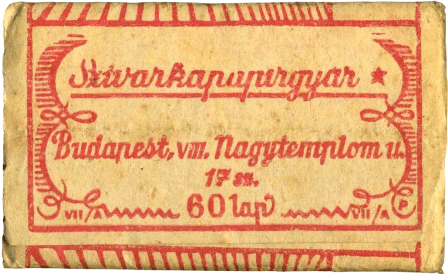 Szivarkapapirgyár ★
Budapest, VIII. Nagytemplom u.
17 sz.
VII/A 60 lap VII/A P